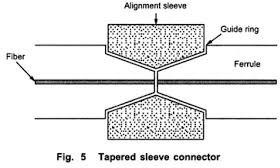 Alignment sleeve
Guide ring
Fiber
Ferrule
Fig. 5 Tapered sleeve connector